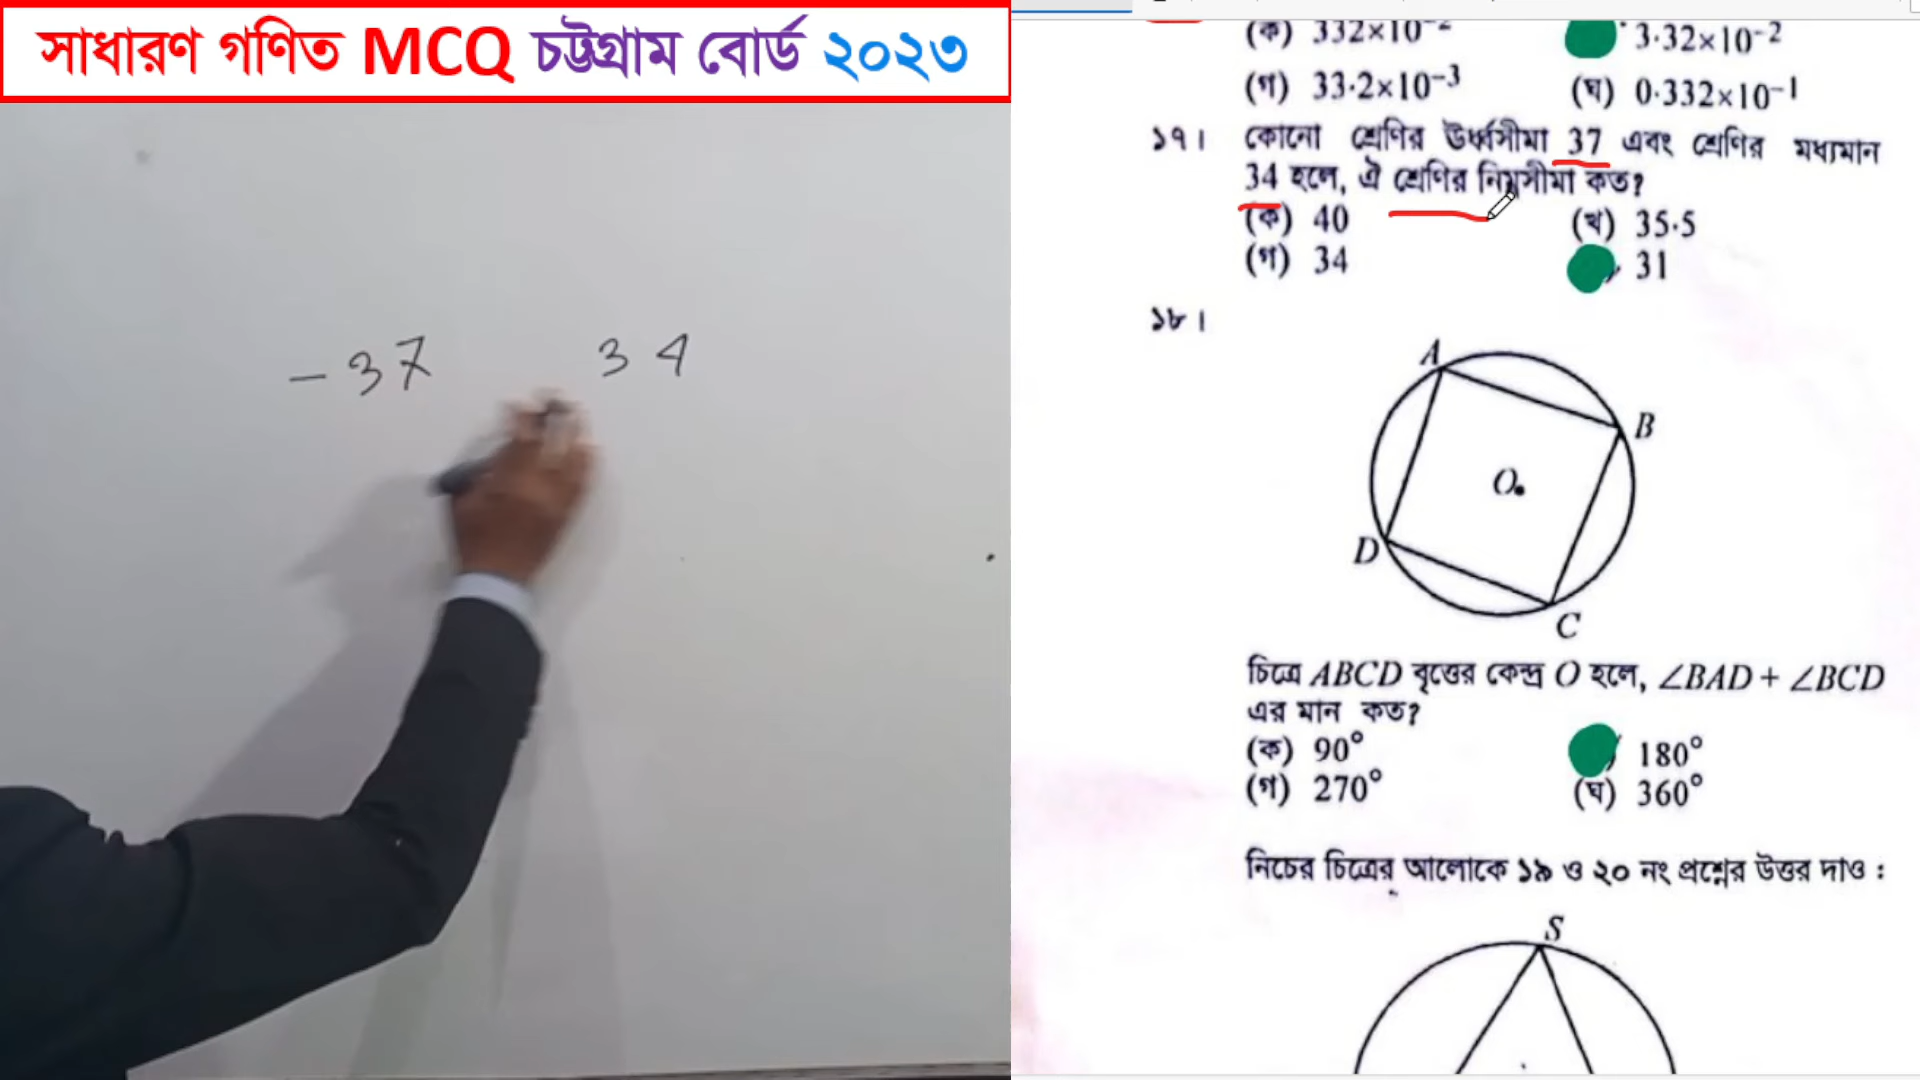 সাধারণ গণিত MCQ চট্টগ্রাম বোর্ড ২০২৩
- 37 34
(ক) 332×10⁻² 3·32×10⁻²
(গ) 33·2×10⁻³ (ঘ) 0·332×10⁻¹
১৭। কোনো শ্রেণির ঊর্ধ্বসীমা 37 এবং শ্রেণির মধ্যমান
34 হলে, ঐ শ্রেণির নিম্নসীমা কত?
(ক) 40 (খ) 35·5
(গ) 34 31
১৮।
A
B
O
D
C
চিত্রে ABCD বৃত্তের কেন্দ্র O হলে, ∠BAD + ∠BCD
এর মান কত?
(ক) 90° 180°
(গ) 270° (ঘ) 360°
নিচের চিত্রের আলোকে ১৯ ও ২০ নং প্রশ্নের উত্তর দাও :
S